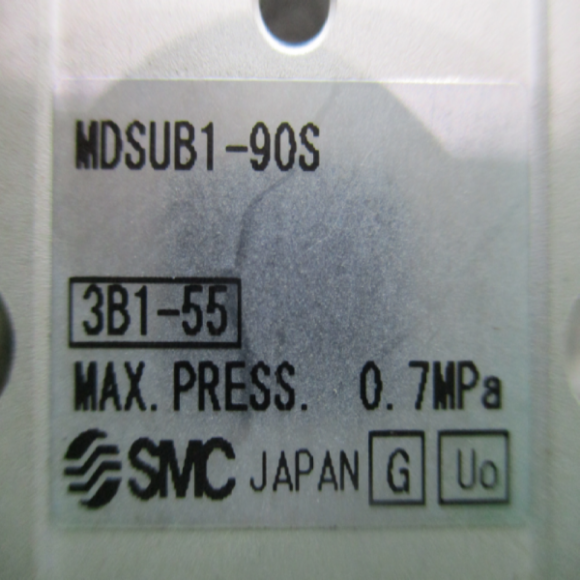 MDSUB1-90S
3B1-55
MAX. PRESS. 0.7MPa
SMC JAPAN G Uo